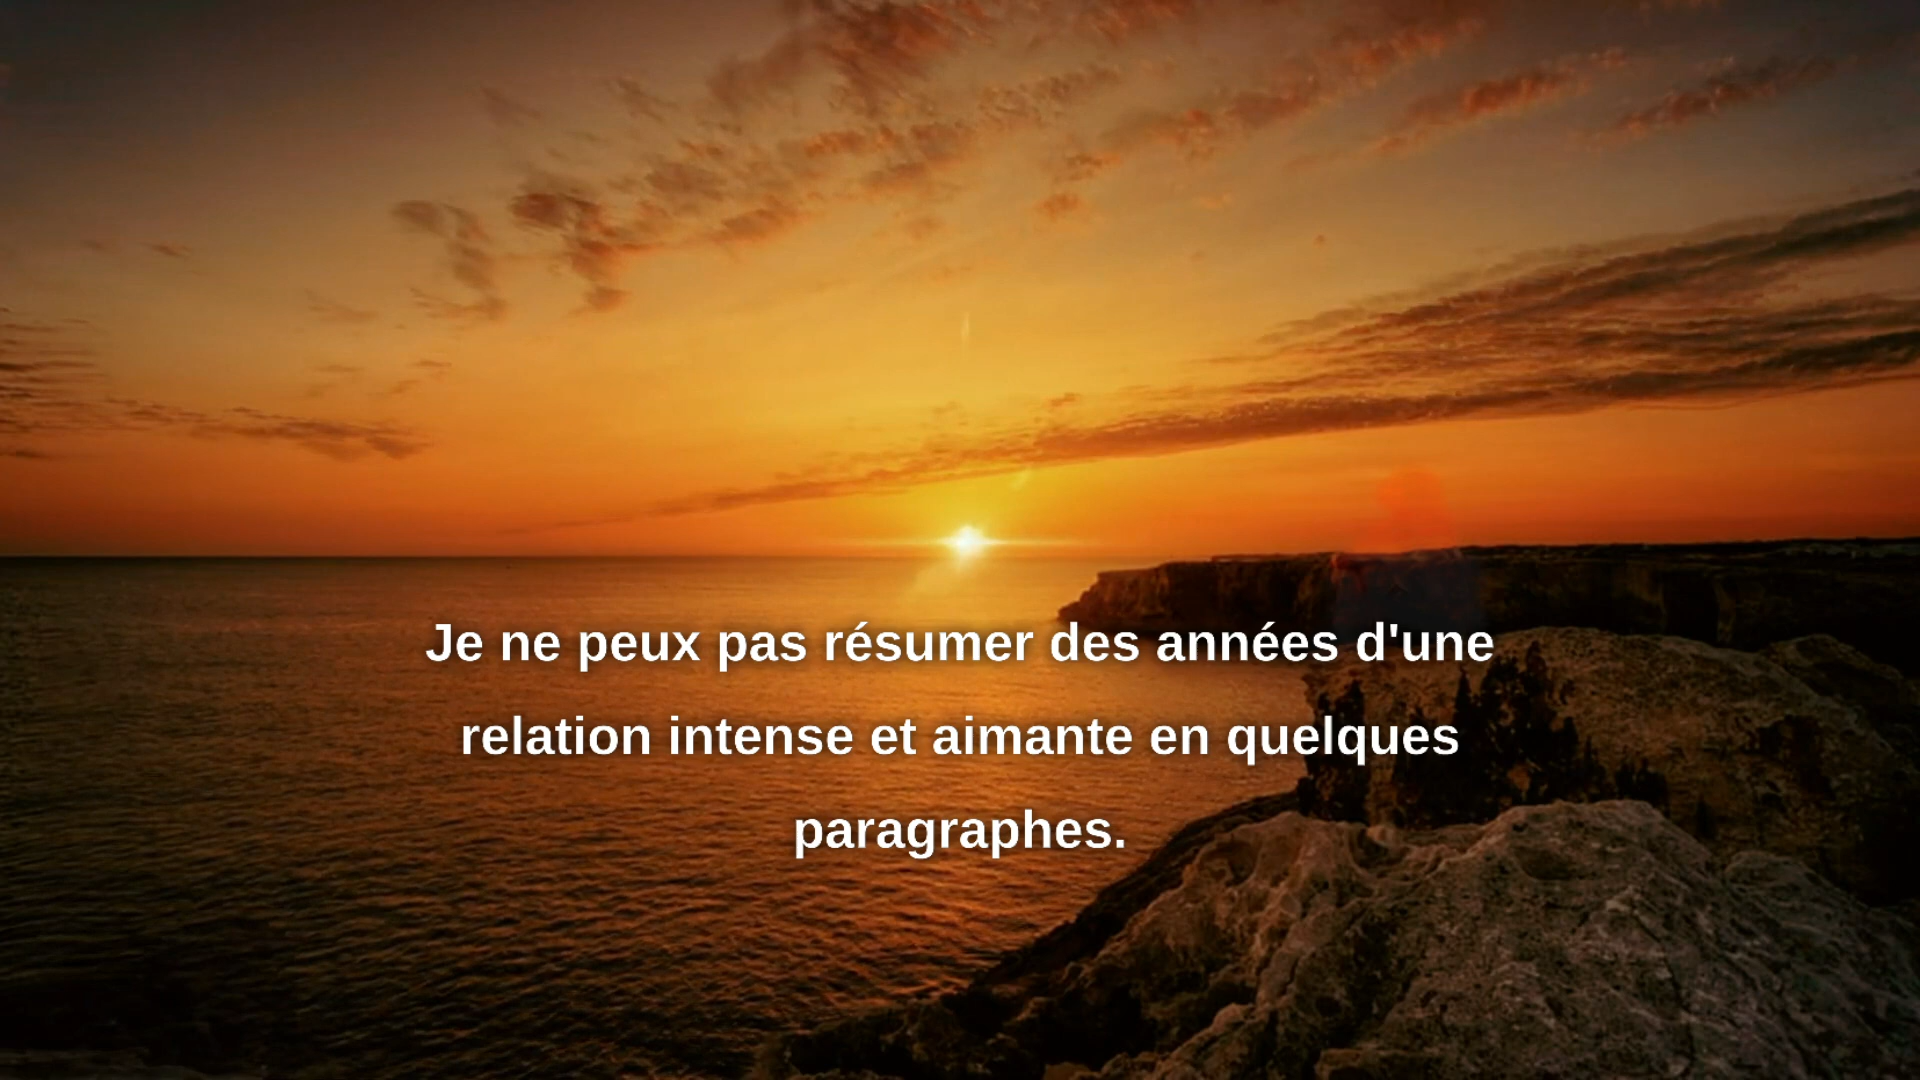 Je ne peux pas résumer des années d'une
relation intense et aimante en quelques
paragraphes.